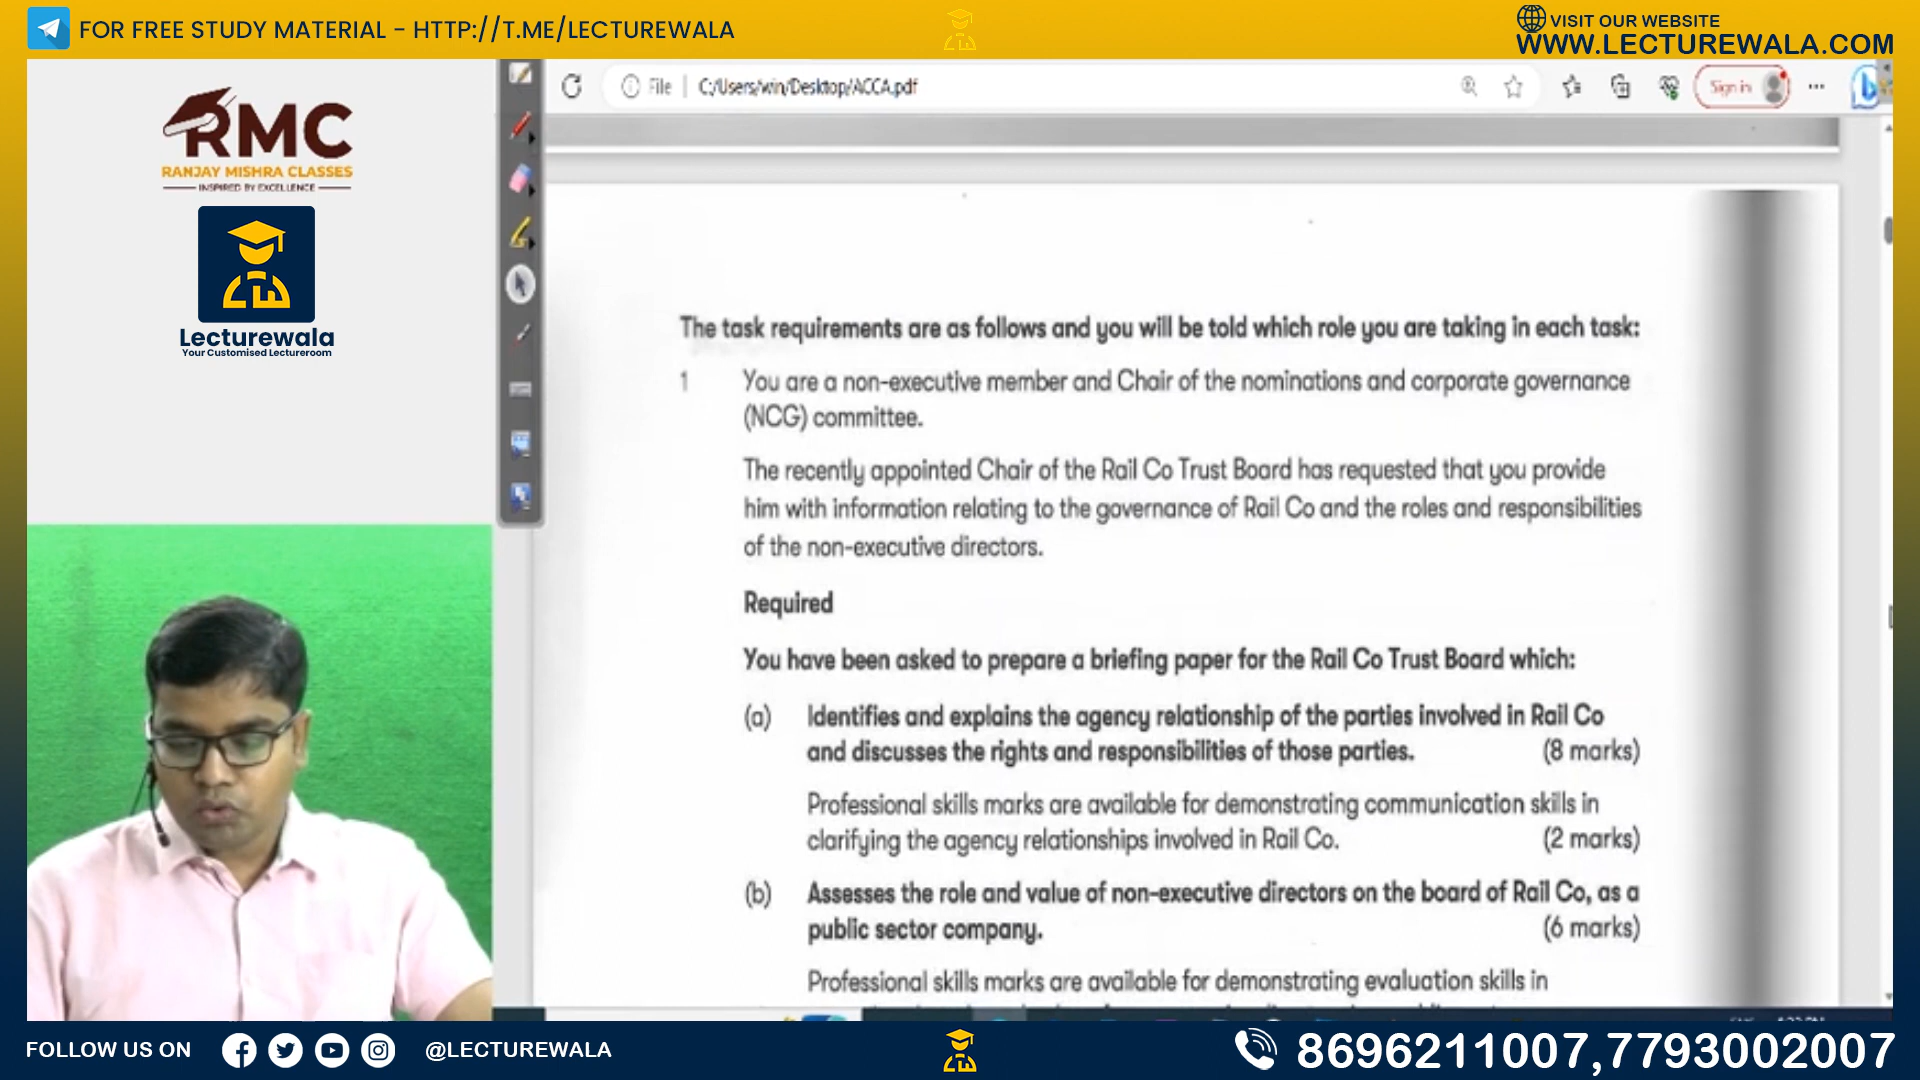 FOR FREE STUDY MATERIAL - HTTP://T.ME/LECTUREWALA
VISIT OUR WEBSITE
WWW.LECTUREWALA.COM
RMC
RANJAY MISHRA CLASSES
INSPIRED BY EXCELLENCE
Lecturewala
Your Customised Lectureroom
File
C:/Users/win/Desktop/ACCA.pdf
Sign in
The task requirements are as follows and you will be told which role you are taking in each task:
1 You are a non-executive member and Chair of the nominations and corporate governance
(NCG) committee.
The recently appointed Chair of the Rail Co Trust Board has requested that you provide
him with information relating to the governance of Rail Co and the roles and responsibilities
of the non-executive directors.
Required
You have been asked to prepare a briefing paper for the Rail Co Trust Board which:
(a) Identifies and explains the agency relationship of the parties involved in Rail Co
and discusses the rights and responsibilities of those parties. (8 marks)
Professional skills marks are available for demonstrating communication skills in
clarifying the agency relationships involved in Rail Co. (2 marks)
(b) Assesses the role and value of non-executive directors on the board of Rail Co, as a
public sector company. (6 marks)
Professional skills marks are available for demonstrating evaluation skills in
FOLLOW US ON
@LECTUREWALA
8696211007,7793002007